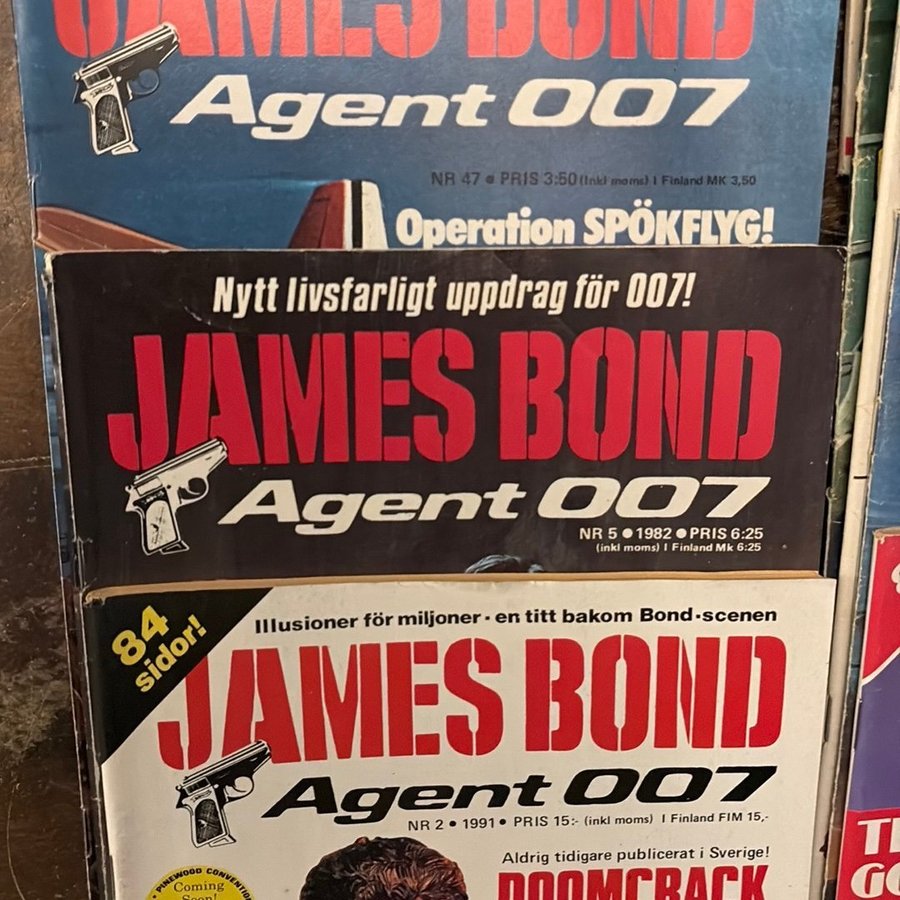 JAMES BOND
Agent 007
NR 47 • PRIS 3:50 (Inkl moms) I Finland MK 3,50
Operation SPÖKFLYG!
Nytt livsfarligt uppdrag för 007!
JAMES BOND
Agent 007
NR 5 • 1982 • PRIS 6:25
(inkl moms) I Finland Mk 6:25
84
sidor!
Illusioner för miljoner - en titt bakom Bond-scenen
JAMES BOND
Agent 007
NR 2 • 1991 • PRIS 15:- (inkl moms) I Finland FIM 15,-
Aldrig tidigare publicerat i Sverige!
DOOMCRACK
PINEWOOD CONVENTION
Coming
Soon!